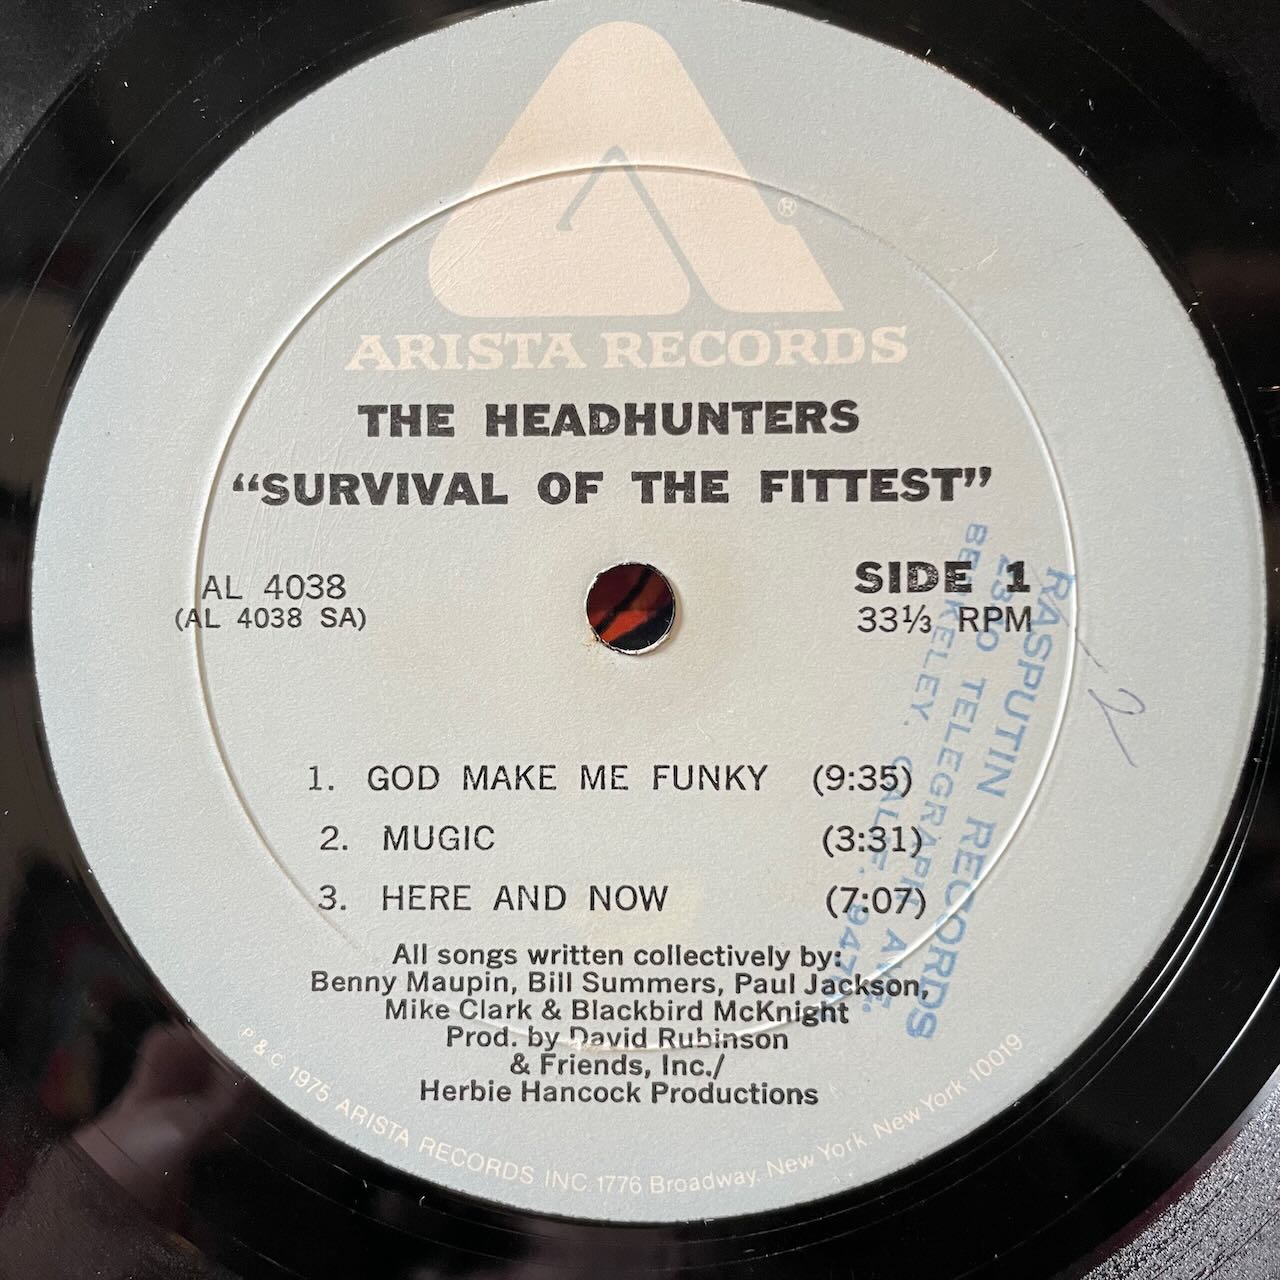 ®
ARISTA RECORDS
THE HEADHUNTERS
“SURVIVAL OF THE FITTEST”
AL 4038
(AL 4038 SA)
SIDE 1
33⅓ RPM
1. GOD MAKE ME FUNKY (9:35)
2. MUGIC (3:31)
3. HERE AND NOW (7:07)
All songs written collectively by:
Benny Maupin, Bill Summers, Paul Jackson,
Mike Clark & Blackbird McKnight
Prod. by David Rubinson
& Friends, Inc./
Herbie Hancock Productions
P & C 1975 ARISTA RECORDS INC. 1776 Broadway. New York. New York 10019
RASPUTIN RECORDS
TELEGRAPH AVE.
BERKELEY, CALIF.
2